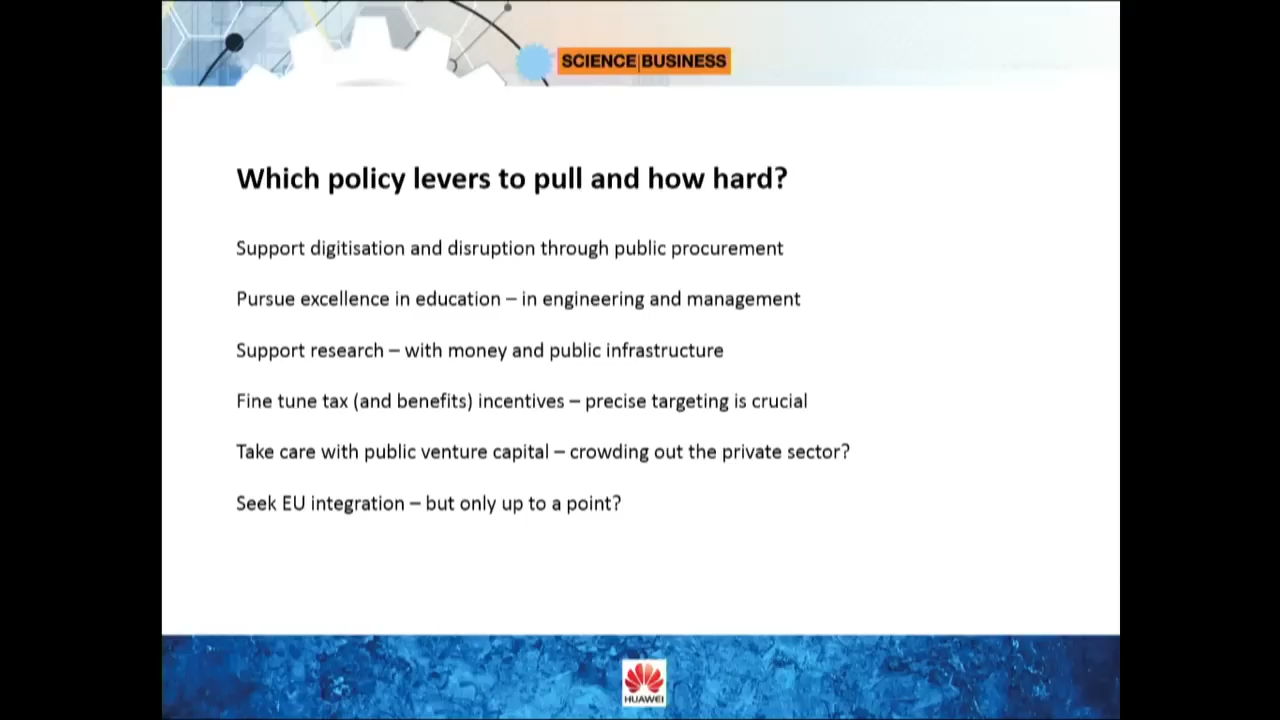 SCIENCE|BUSINESS
Which policy levers to pull and how hard?
Support digitisation and disruption through public procurement
Pursue excellence in education – in engineering and management
Support research – with money and public infrastructure
Fine tune tax (and benefits) incentives – precise targeting is crucial
Take care with public venture capital – crowding out the private sector?
Seek EU integration – but only up to a point?
HUAWEI